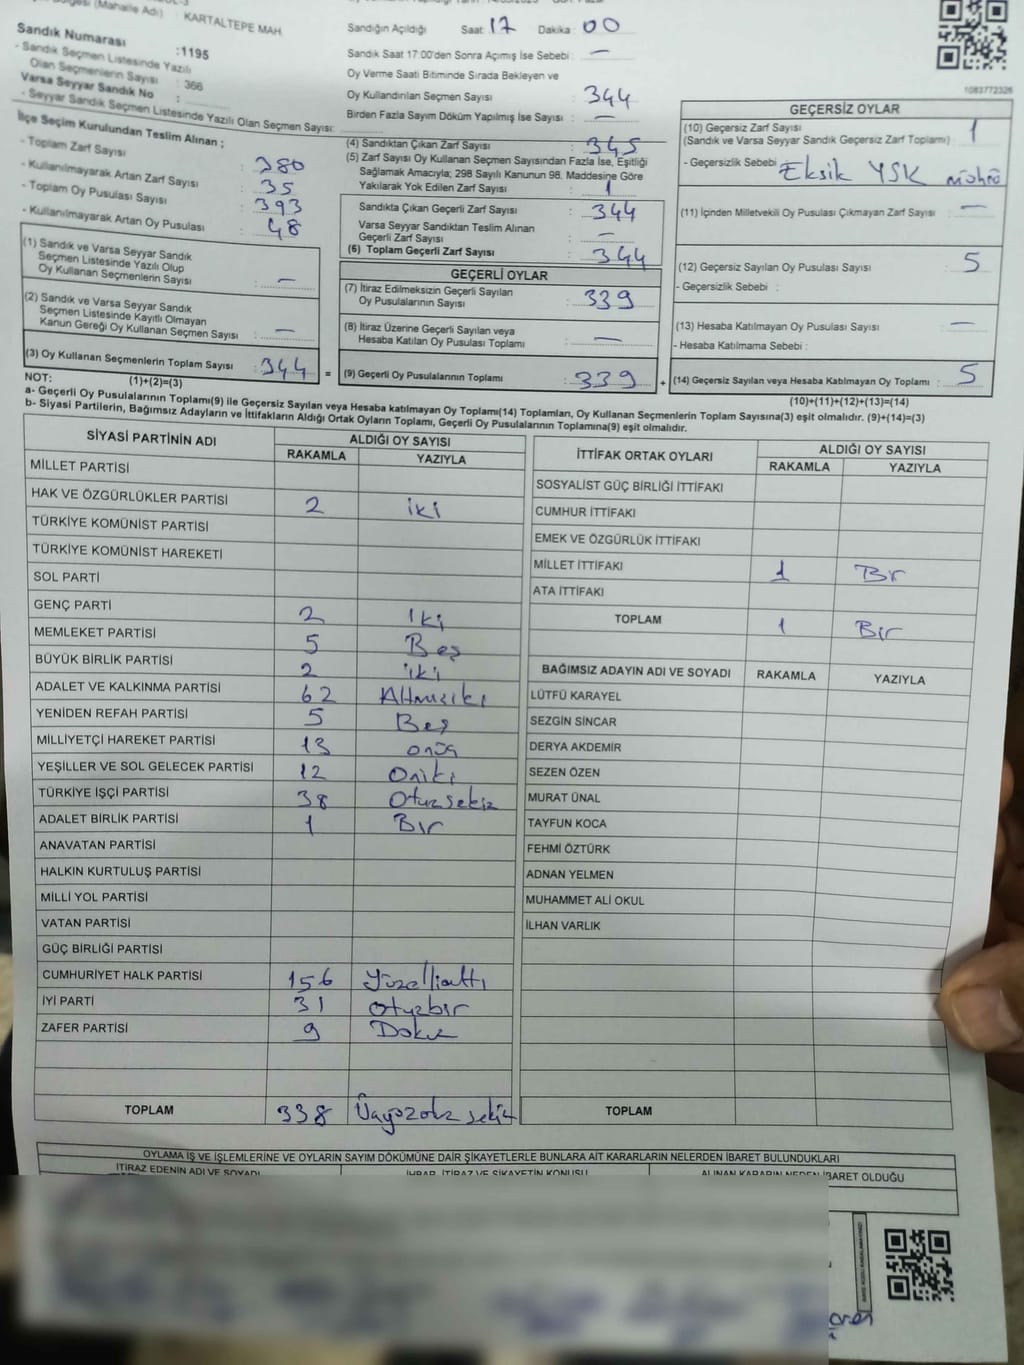 (Mahalle Adı) : KARTALTEPE MAH
Sandık Numarası : 1195
- Sandık Seçmen Listesinde Yazılı
Olan Seçmenlerin Sayısı : 366
Varsa Seyyar Sandık No :
- Seyyar Sandık Seçmen Listesinde Yazılı Olan Seçmen Sayısı:
İlçe Seçim Kurulundan Teslim Alınan ;
- Toplam Zarf Sayısı : 380
- Kullanılmayarak Artan Zarf Sayısı : 35
- Toplam Oy Pusulası Sayısı : 393
- Kullanılmayarak Artan Oy Pusulası : 48
(1) Sandık ve Varsa Seyyar Sandık
Seçmen Listesinde Yazılı Olup
Oy Kullanan Seçmenlerin Sayısı : —
(2) Sandık ve Varsa Seyyar Sandık
Seçmen Listesinde Kayıtlı Olmayan
Kanun Gereği Oy Kullanan Seçmen Sayısı : —
(3) Oy Kullanan Seçmenlerin Toplam Sayısı : 344 =
Sandığın Açıldığı Saat : 17 Dakika : 00
Sandık Saat 17:00'den Sonra Açımış İse Sebebi : —
Oy Verme Saati Bitiminde Sırada Bekleyen ve
Oy Kullandırılan Seçmen Sayısı : 344
Birden Fazla Sayım Döküm Yapılmış İse Sayısı : —
(4) Sandıktan Çıkan Zarf Sayısı : 345
(5) Zarf Sayısı Oy Kullanan Seçmen Sayısından Fazla İse, Eşitliği
Sağlamak Amacıyla; 298 Sayılı Kanunun 98. Maddesine Göre
Yakılarak Yok Edilen Zarf Sayısı : 1
Sandıkta Çıkan Geçerli Zarf Sayısı : 344
Varsa Seyyar Sandıktan Teslim Alınan
Geçerli Zarf Sayısı : —
(6) Toplam Geçerli Zarf Sayısı : 344
GEÇERLİ OYLAR
(7) İtiraz Edilmeksizin Geçerli Sayılan
Oy Pusulalarının Sayısı : 339
(8) İtiraz Üzerine Geçerli Sayılan veya
Hesaba Katılan Oy Pusulası Toplamı : —
(9) Geçerli Oy Pusulalarının Toplamı : 339 +
1083772326
GEÇERSİZ OYLAR
(10) Geçersiz Zarf Sayısı
(Sandık ve Varsa Seyyar Sandık Geçersiz Zarf Toplamı) : 1
- Geçersizlik Sebebi : Eksik YSK mührü
(11) İçinden Milletvekili Oy Pusulası Çıkmayan Zarf Sayısı : —
(12) Geçersiz Sayılan Oy Pusulası Sayısı : 5
- Geçersizlik Sebebi :
(13) Hesaba Katılmayan Oy Pusulası Sayısı : —
- Hesaba Katılmama Sebebi :
(14) Geçersiz Sayılan veya Hesaba Katılmayan Oy Toplamı : 5
NOT: (1)+(2)=(3)
(10)+(11)+(12)+(13)=(14)
a- Geçerli Oy Pusulalarının Toplamı(9) ile Geçersiz Sayılan veya Hesaba katılmayan Oy Toplamı(14) Toplamları, Oy Kullanan Seçmenlerin Toplam Sayısına(3) eşit olmalıdır. (9)+(14)=(3)
b- Siyasi Partilerin, Bağımsız Adayların ve İttifakların Aldığı Ortak Oyların Toplamı, Geçerli Oy Pusulalarının Toplamına(9) eşit olmalıdır.
SİYASİ PARTİNİN ADI
ALDIĞI OY SAYISI
RAKAMLA YAZIYLA
MİLLET PARTİSİ
HAK VE ÖZGÜRLÜKLER PARTİSİ 2 iki
TÜRKİYE KOMÜNİST PARTİSİ
TÜRKİYE KOMÜNİST HAREKETİ
SOL PARTİ
GENÇ PARTİ 2 iki
MEMLEKET PARTİSİ 5 Beş
BÜYÜK BİRLİK PARTİSİ 2 iki
ADALET VE KALKINMA PARTİSİ 62 Altmışiki
YENİDEN REFAH PARTİSİ 5 Beş
MİLLİYETÇİ HAREKET PARTİSİ 13 onüç
YEŞİLLER VE SOL GELECEK PARTİSİ 12 Oniki
TÜRKİYE İŞÇİ PARTİSİ 38 Otuzsekiz
ADALET BİRLİK PARTİSİ 1 Bir
ANAVATAN PARTİSİ
HALKIN KURTULUŞ PARTİSİ
MİLLİ YOL PARTİSİ
VATAN PARTİSİ
GÜÇ BİRLİĞİ PARTİSİ
CUMHURİYET HALK PARTİSİ 156 Yüzellialtı
İYİ PARTİ 31 Otuzbir
ZAFER PARTİSİ 9 Dokuz
TOPLAM 338 Üçyüzotuz sekiz
İTTİFAK ORTAK OYLARI
ALDIĞI OY SAYISI
RAKAMLA YAZIYLA
SOSYALİST GÜÇ BİRLİĞİ İTTİFAKI
CUMHUR İTTİFAKI
EMEK VE ÖZGÜRLÜK İTTİFAKI
MİLLET İTTİFAKI 1 Bir
ATA İTTİFAKI
TOPLAM 1 Bir
BAĞIMSIZ ADAYIN ADI VE SOYADI RAKAMLA YAZIYLA
LÜTFÜ KARAYEL
SEZGİN SİNCAR
DERYA AKDEMİR
SEZEN ÖZEN
MURAT ÜNAL
TAYFUN KOCA
FEHMİ ÖZTÜRK
ADNAN YELMEN
MUHAMMET ALİ OKUL
İLHAN VARLIK
TOPLAM
OYLAMA İŞ VE İŞLEMLERİNE VE OYLARIN SAYIM DÖKÜMÜNE DAİR ŞİKAYETLERLE BUNLARA AİT KARARLARIN NELERDEN İBARET BULUNDUKLARI
İTİRAZ EDENİN ADI VE SOYADI İHBAR, İTİRAZ VE ŞİKAYETİN KONUSU ALINAN KARARIN NEDEN İBARET OLDUĞU